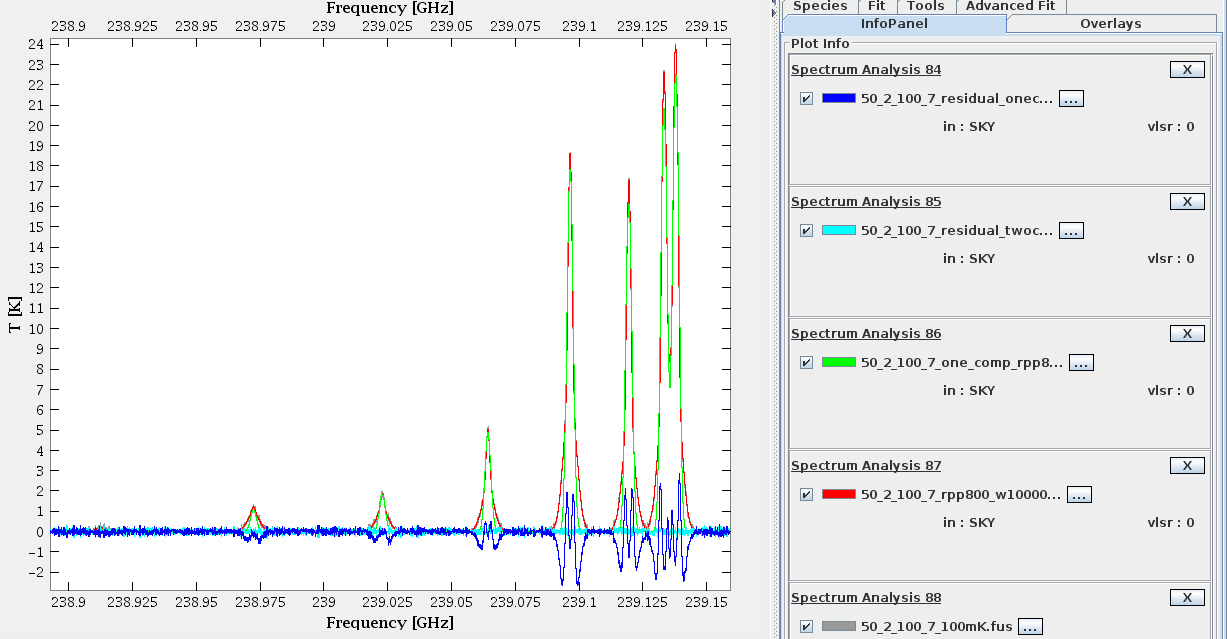 Frequency [GHz]
238.9 238.925 238.95 238.975 239 239.025 239.05 239.075 239.1 239.125 239.15
24
23
22
21
20
19
18
17
16
15
14
13
12
11
10
9
8
7
6
5
4
3
2
1
0
−1
−2
T [K]
238.9 238.925 238.95 238.975 239 239.025 239.05 239.075 239.1 239.125 239.15
Frequency [GHz]
Species Fit Tools Advanced Fit
InfoPanel Overlays
Plot Info
Spectrum Analysis 84 X
50_2_100_7_residual_onec... ...
in : SKY vlsr : 0
Spectrum Analysis 85 X
50_2_100_7_residual_twoc... ...
in : SKY vlsr : 0
Spectrum Analysis 86 X
50_2_100_7_one_comp_rpp8... ...
in : SKY vlsr : 0
Spectrum Analysis 87 X
50_2_100_7_rpp800_w10000... ...
in : SKY vlsr : 0
Spectrum Analysis 88 X
50_2_100_7_100mK.fus ...